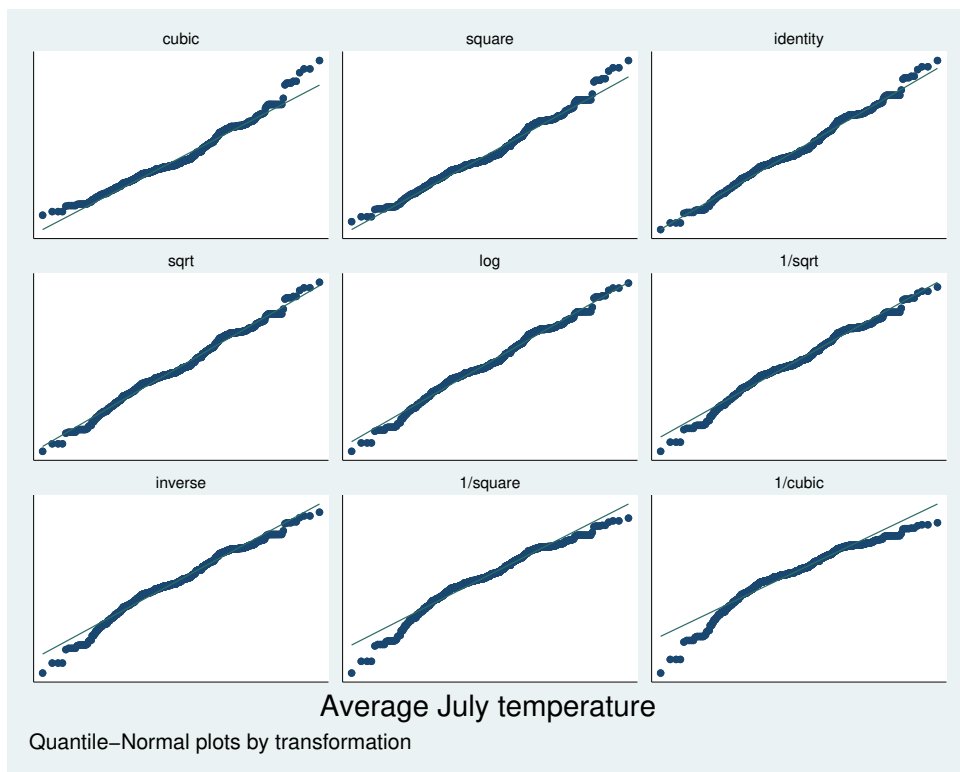 cubic
square
identity
sqrt
log
1/sqrt
inverse
1/square
1/cubic
Average July temperature
Quantile−Normal plots by transformation